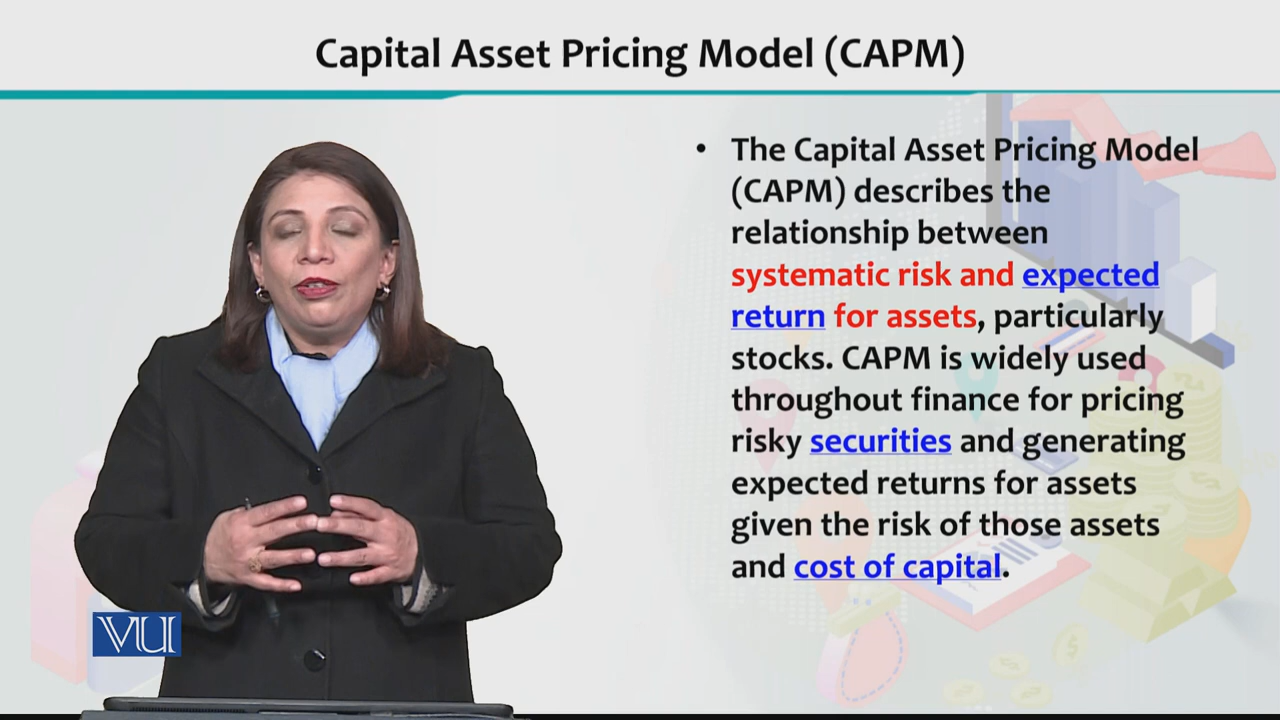 Capital Asset Pricing Model (CAPM)
• The Capital Asset Pricing Model
(CAPM) describes the
relationship between
systematic risk and expected
return for assets, particularly
stocks. CAPM is widely used
throughout finance for pricing
risky securities and generating
expected returns for assets
given the risk of those assets
and cost of capital.
VU